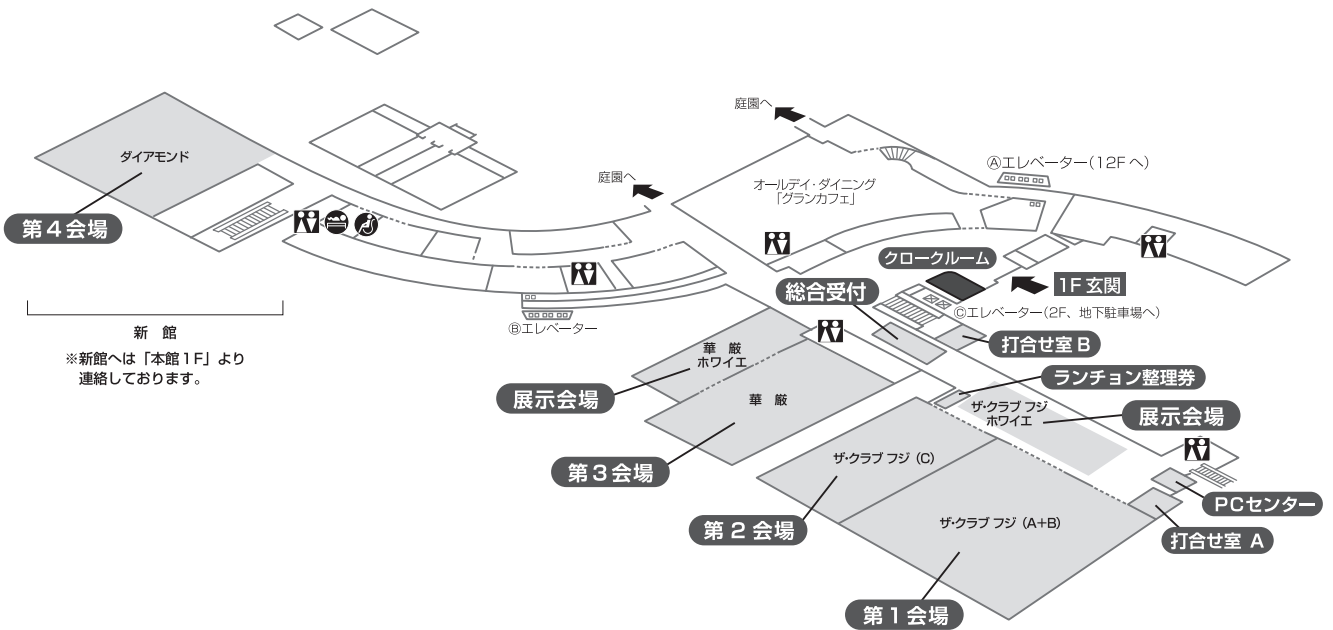 庭園へ
Ⓐエレベーター(12Fへ)
ダイアモンド
庭園へ
オールデイ・ダイニング
「グランカフェ」
第4会場
クロークルーム
総合受付
1F 玄関
Ⓒエレベーター(2F、地下駐車場へ)
新 館
※新館へは「本館1F」より
連絡しております。
Ⓑエレベーター
打合せ室 B
華 厳
ホワイエ
ランチョン整理券
展示会場
華 厳
ザ・クラブ フジ
ホワイエ
展示会場
第3会場
ザ・クラブ フジ (C)
PCセンター
第2会場
ザ・クラブ フジ (A+B)
打合せ室 A
第1会場